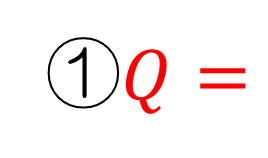 ①Q =